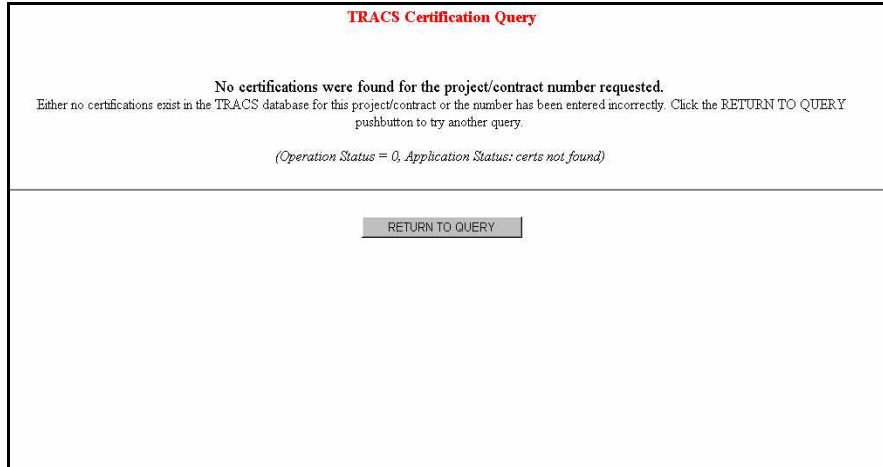 TRACS Certification Query
No certifications were found for the project/contract number requested.
Either no certifications exist in the TRACS database for this project/contract or the number has been entered incorrectly. Click the RETURN TO QUERY
pushbutton to try another query.
(Operation Status = 0, Application Status: certs not found)
RETURN TO QUERY